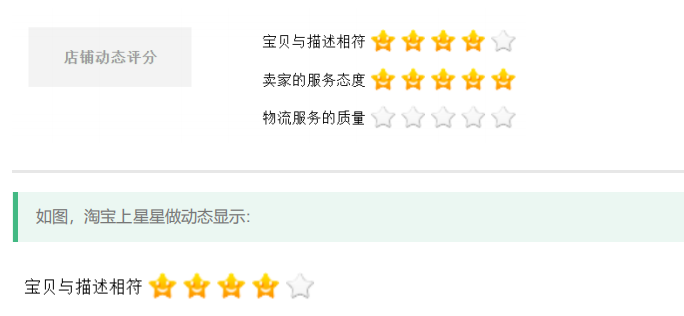 店铺动态评分
宝贝与描述相符
卖家的服务态度
物流服务的质量
如图，淘宝上星星做动态显示：
宝贝与描述相符